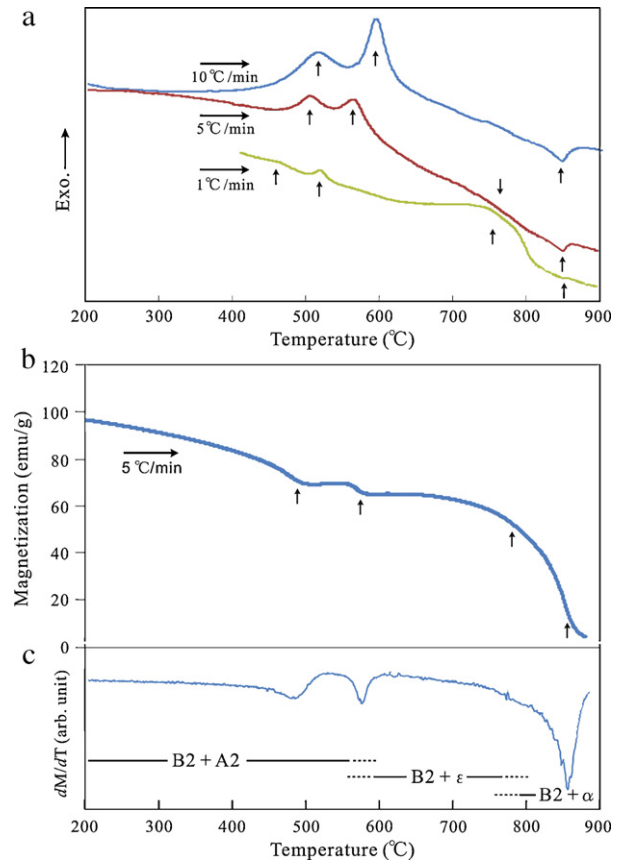 a
10℃/min
5℃/min
1℃/min
Exo.
200 300 400 500 600 700 800 900
Temperature (℃)
b
120
100
80
60
40
20
0
Magnetization (emu/g)
5 ℃/min
c
dM/dT (arb. unit)
B2 + A2
B2 + ε
B2 + α
200 300 400 500 600 700 800 900
Temperature (℃)